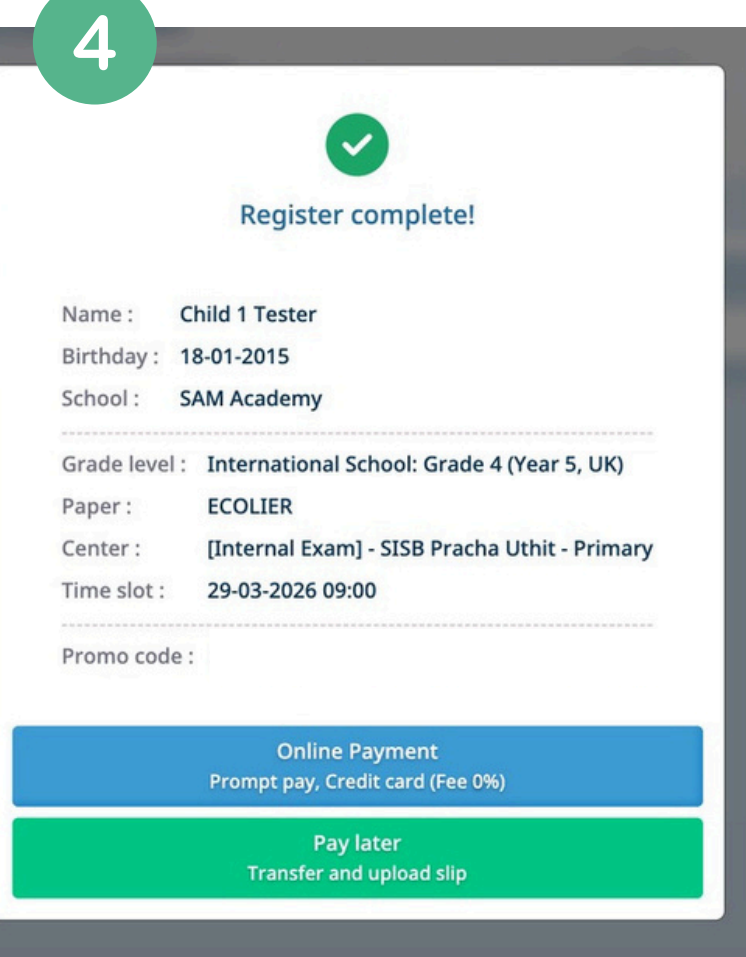 4
Register complete!
Name : Child 1 Tester
Birthday : 18-01-2015
School : SAM Academy
Grade level : International School: Grade 4 (Year 5, UK)
Paper : ECOLIER
Center : [Internal Exam] - SISB Pracha Uthit - Primary
Time slot : 29-03-2026 09:00
Promo code :
Online Payment
Prompt pay, Credit card (Fee 0%)
Pay later
Transfer and upload slip